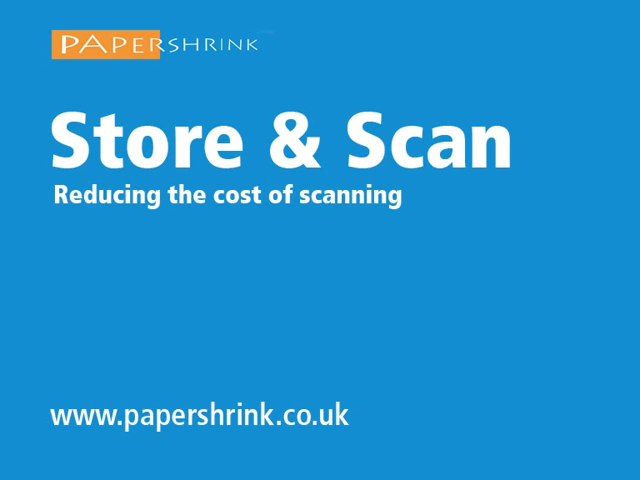 PAPERSHRINK
Store & Scan
Reducing the cost of scanning
www.papershrink.co.uk